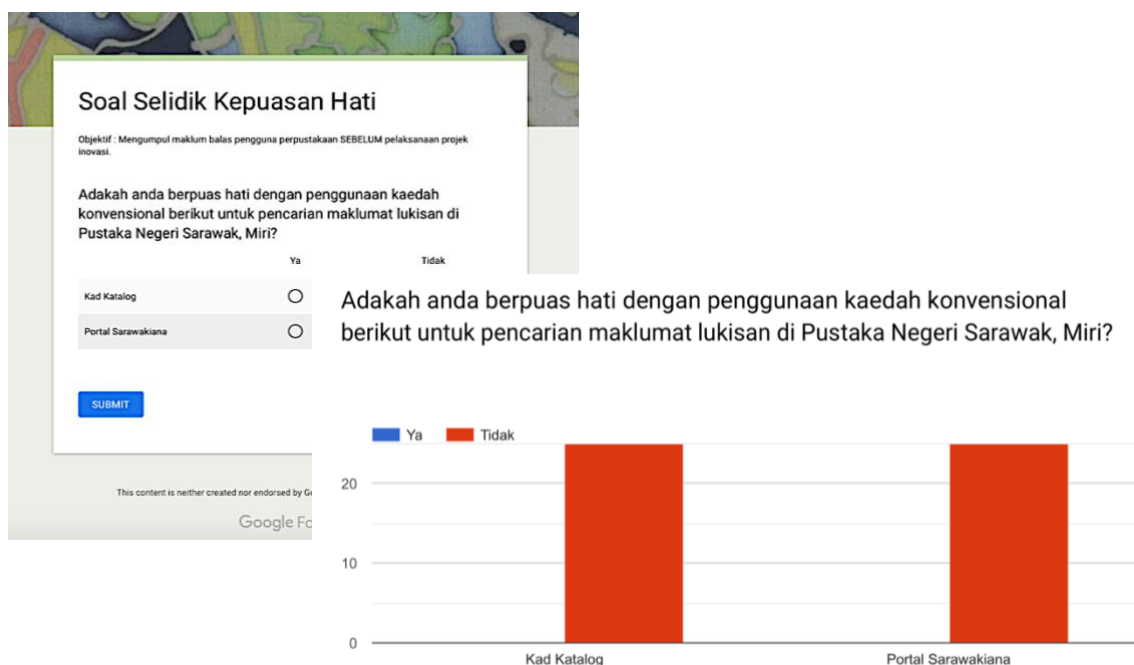 Soal Selidik Kepuasan Hati
Objektif : Mengumpul maklum balas pengguna perpustakaan SEBELUM pelaksanaan projek
inovasi.
Adakah anda berpuas hati dengan penggunaan kaedah
konvensional berikut untuk pencarian maklumat lukisan di
Pustaka Negeri Sarawak, Miri?
Ya Tidak
Kad Katalog
Portal Sarawakiana
SUBMIT
This content is neither created nor endorsed by
Google
Adakah anda berpuas hati dengan penggunaan kaedah konvensional
berikut untuk pencarian maklumat lukisan di Pustaka Negeri Sarawak, Miri?
Ya Tidak
20
10
0
Kad Katalog Portal Sarawakiana